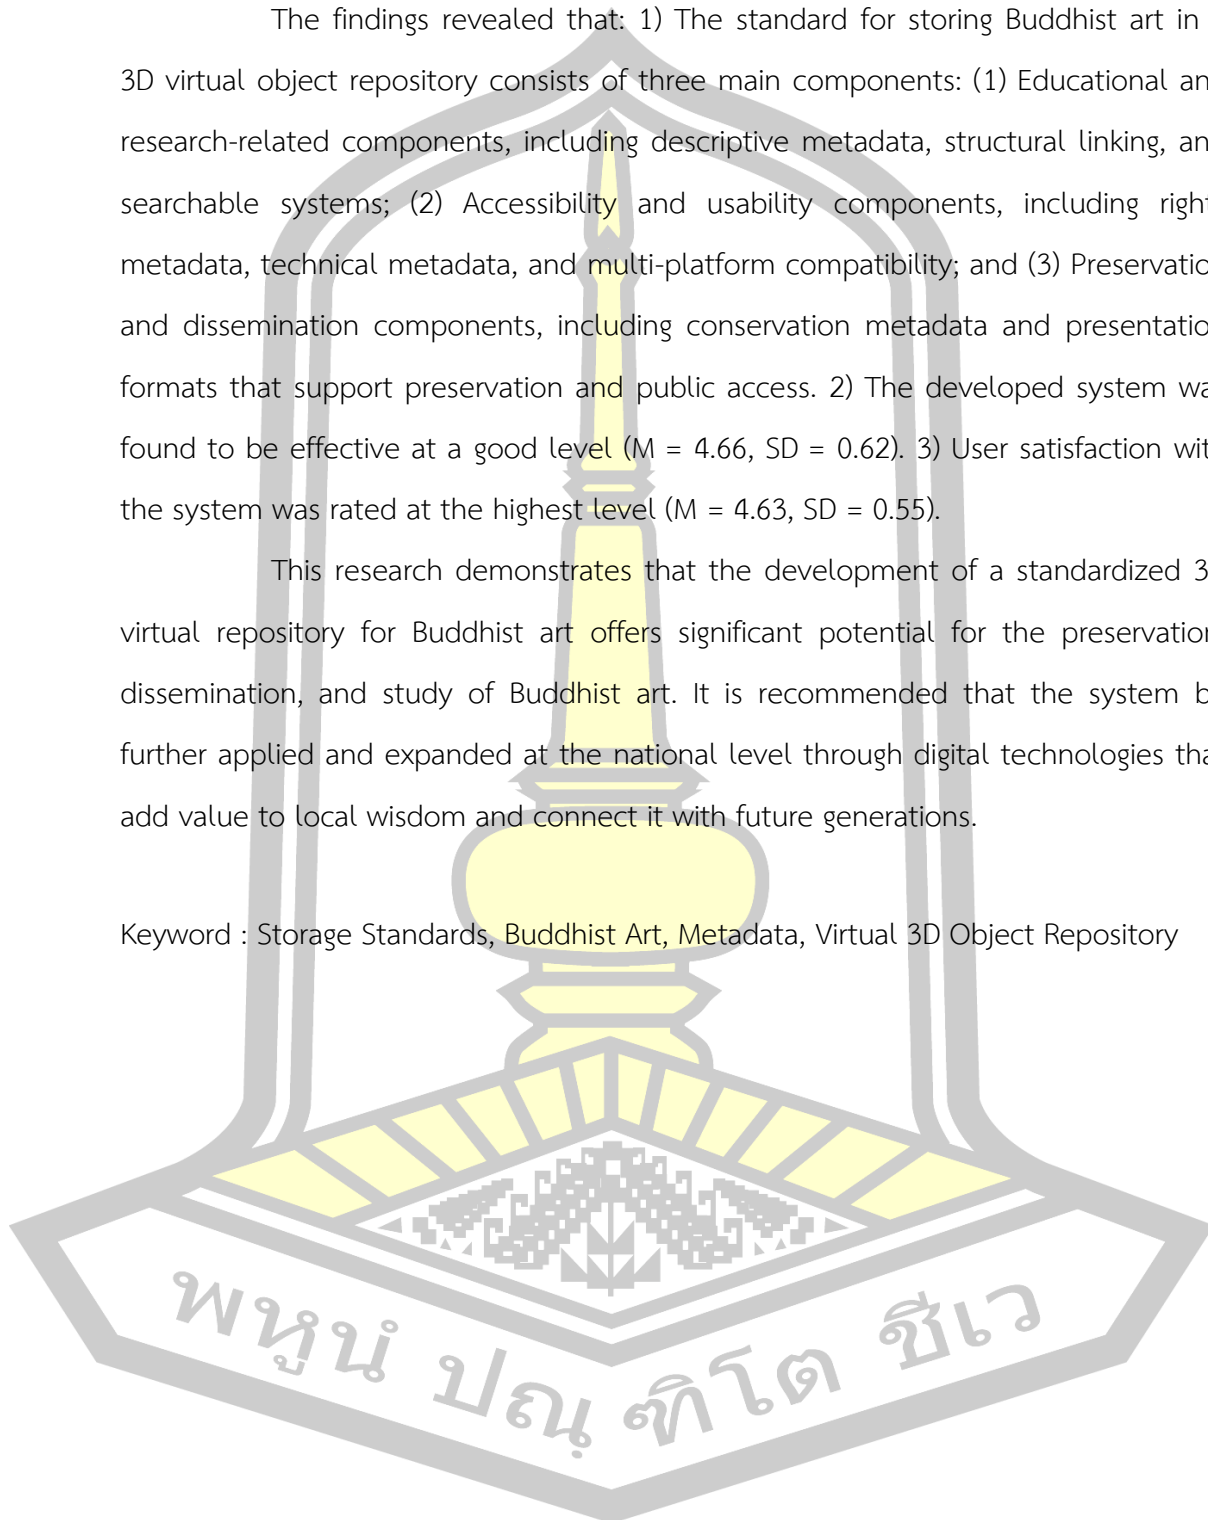 The findings revealed that: 1) The standard for storing Buddhist art in
3D virtual object repository consists of three main components: (1) Educational an
research-related components, including descriptive metadata, structural linking, an
searchable systems; (2) Accessibility and usability components, including right
metadata, technical metadata, and multi-platform compatibility; and (3) Preservatio
and dissemination components, including conservation metadata and presentatio
formats that support preservation and public access. 2) The developed system wa
found to be effective at a good level (M = 4.66, SD = 0.62). 3) User satisfaction wit
the system was rated at the highest level (M = 4.63, SD = 0.55).
This research demonstrates that the development of a standardized 3
virtual repository for Buddhist art offers significant potential for the preservation
dissemination, and study of Buddhist art. It is recommended that the system b
further applied and expanded at the national level through digital technologies tha
add value to local wisdom and connect it with future generations.
Keyword : Storage Standards, Buddhist Art, Metadata, Virtual 3D Object Repository
พหูนํ ปณฺฑิโต ชีเว